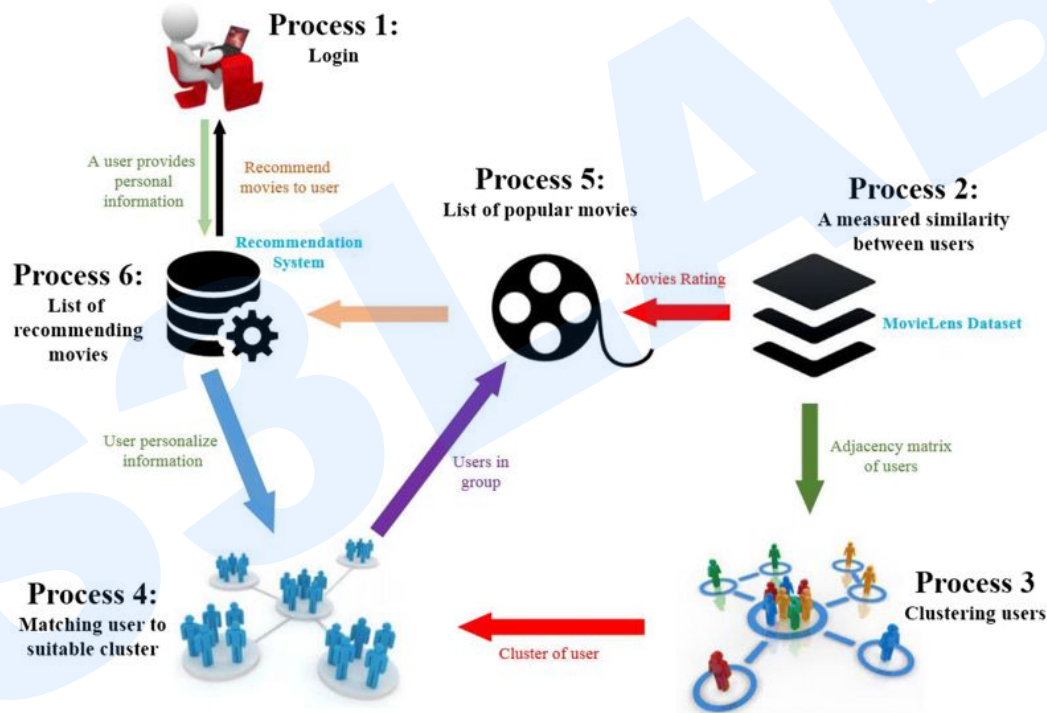 Process 1:
Login
A user provides
personal
information
Recommend
movies to user
Process 5:
List of popular movies
Process 2:
A measured similarity
between users
Recommendation
System
Process 6:
List of
recommending
movies
Movies Rating
MovieLens Dataset
User personalize
information
Users in
group
Adjacency matrix
of users
Process 4:
Matching user to
suitable cluster
Cluster of user
Process 3
Clustering users
S3LAB